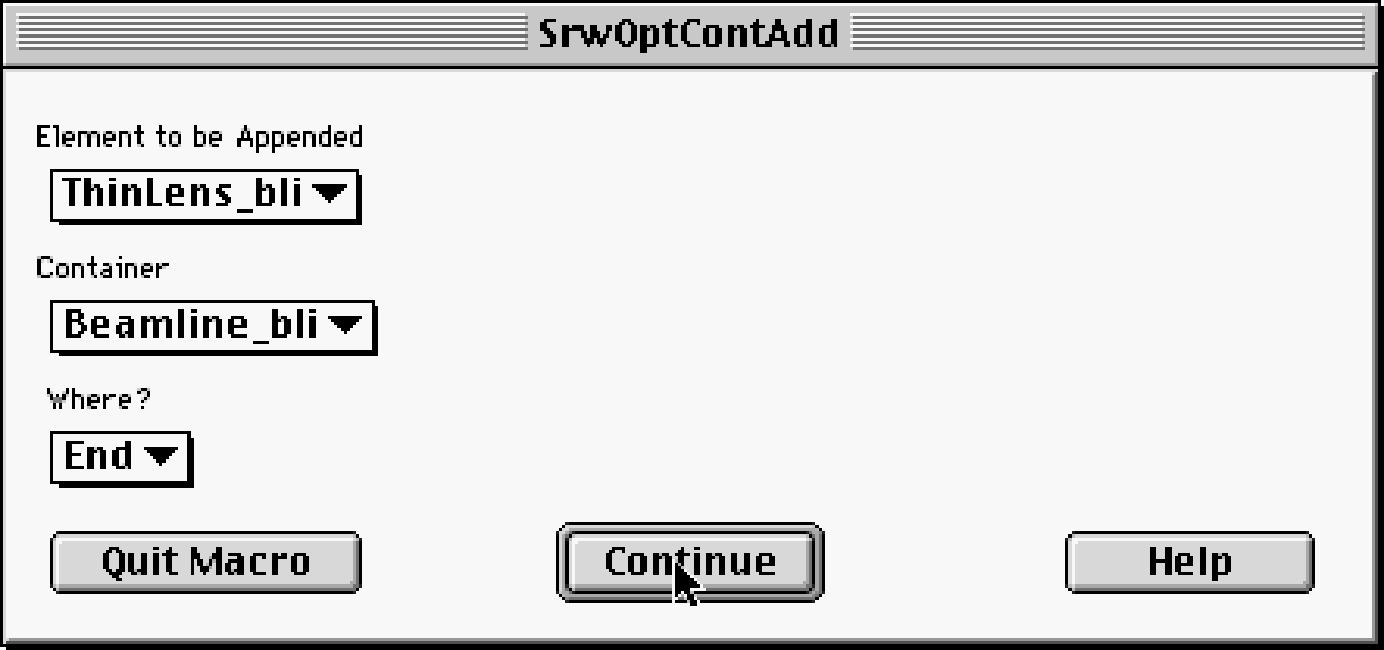 SrwOptContAdd
Element to be Appended
ThinLens_bli
Container
Beamline_bli
Where?
End
Quit Macro Continue Help